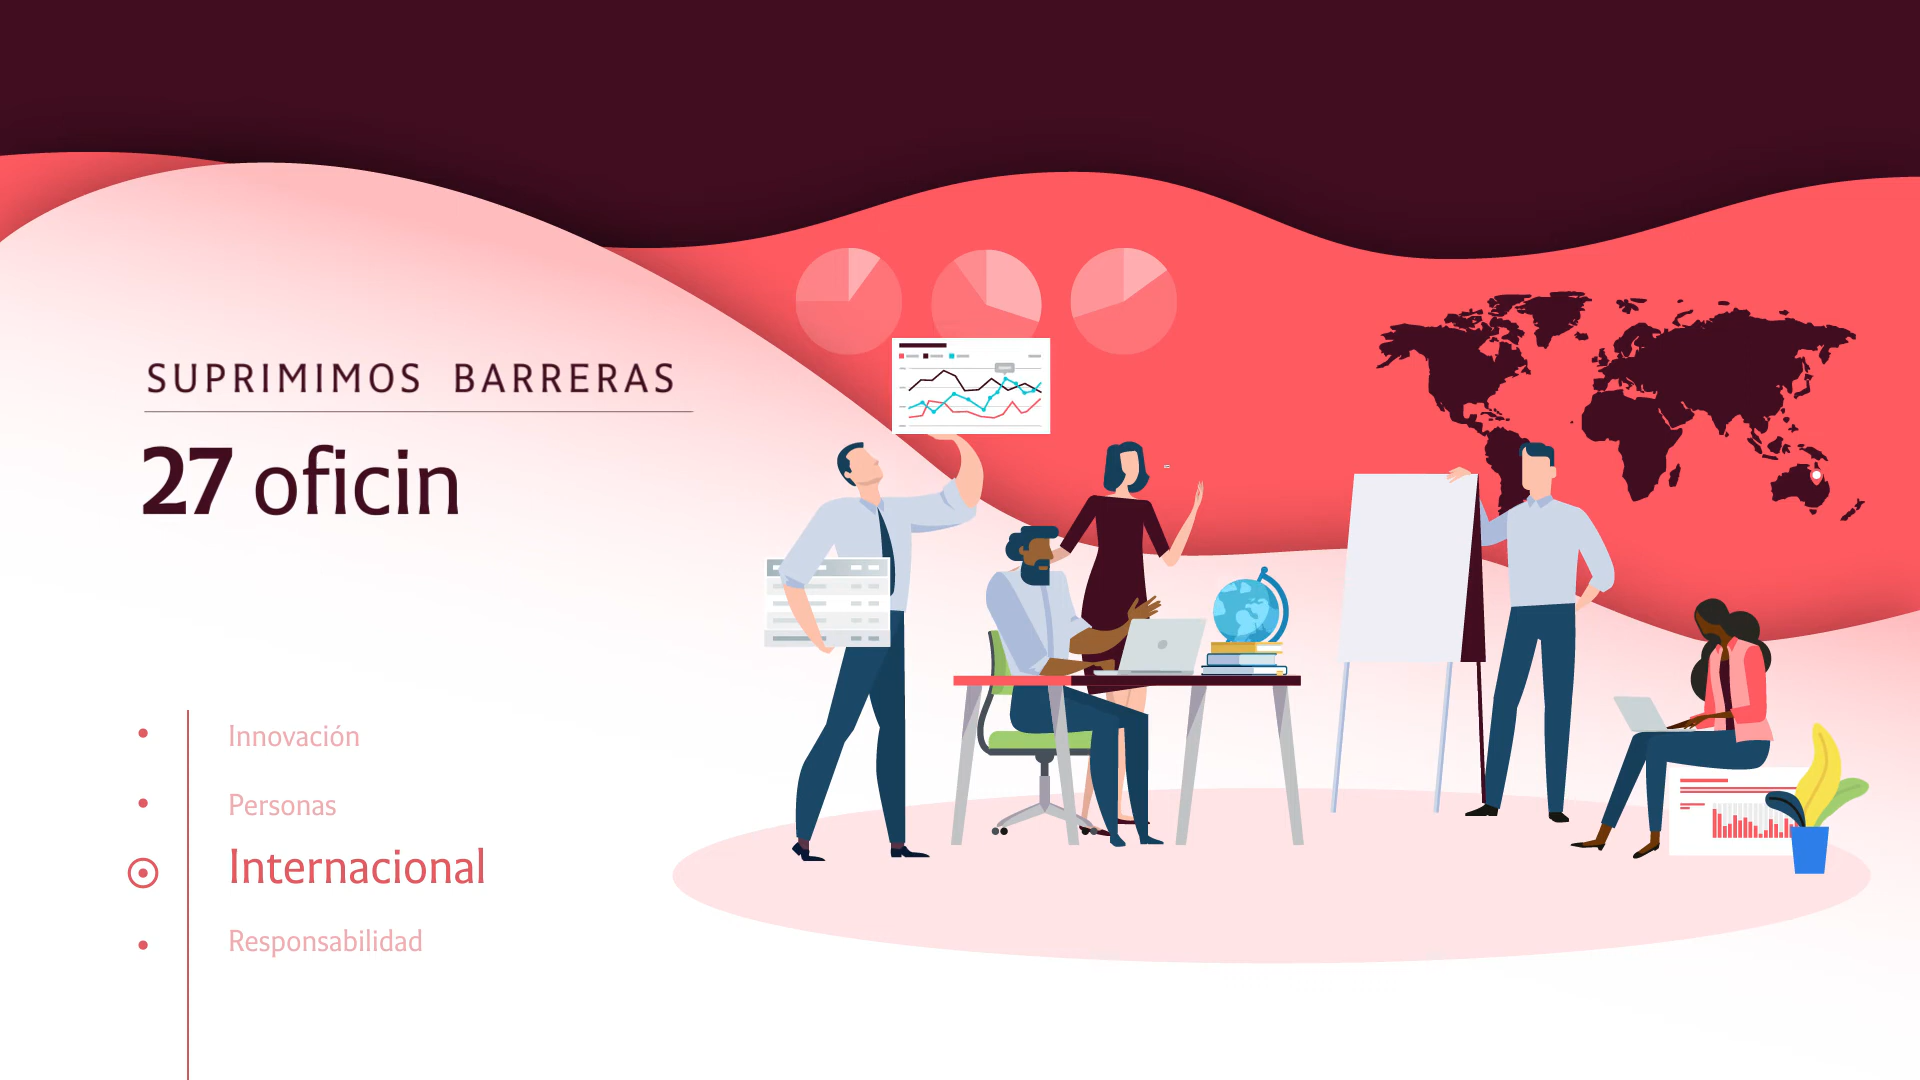 SUPRIMIMOS BARRERAS
27 oficin
Innovación
Personas
Internacional
Responsabilidad